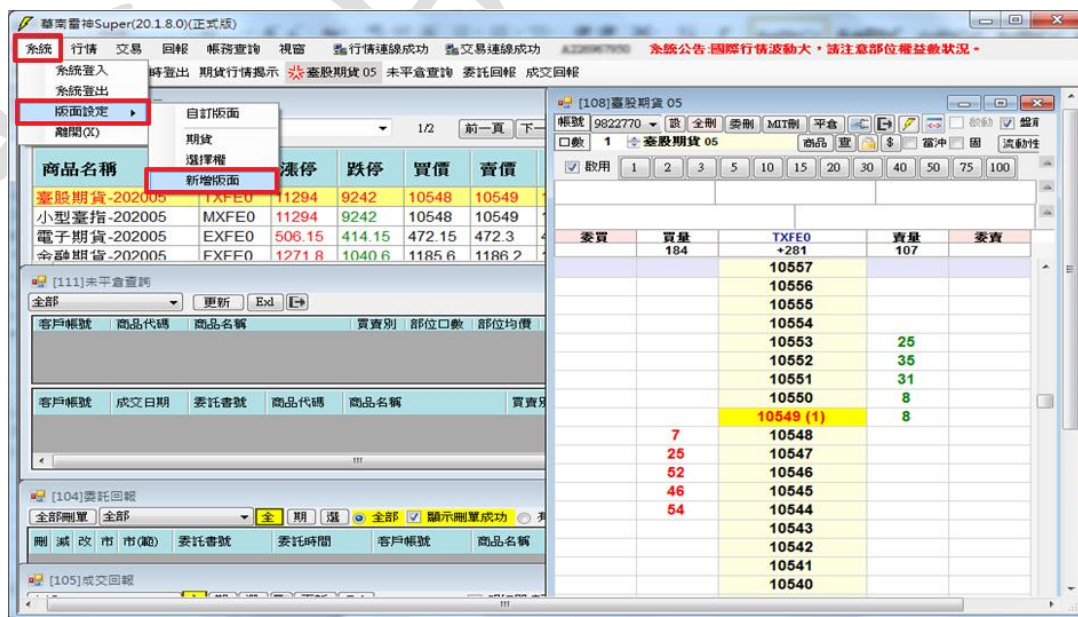 華南雷神Super(20.1.8.0)(正式版)
系統 行情 交易 回報 帳務查詢 視窗 行情連線成功 交易連線成功 系統公告:國際行情波動大，請注意部位權益數狀況。
系統登入 時登出 期貨行情揭示 臺股期貨 05 未平倉查詢 委託回報 成交回報
系統登出
版面設定
離開(X)
自訂版面
期貨
選擇權
新增版面
1/2 前一頁 下一
商品名稱 漲停 跌停 買價 賣價
臺股期貨-202005 TXFE0 11294 9242 10548 10549
小型臺指-202005 MXFE0 11294 9242 10548 10549
電子期貨-202005 EXFE0 506.15 414.15 472.15 472.3
金融期貨-202005 FXFE0 1271.8 1040.6 1185.6 1186.2
[111]未平倉查詢
全部 更新 Exl
客戶帳號 商品代碼 商品名稱 買賣別 部位口數 部位均價
客戶帳號 成交日期 委託書號 商品代碼 商品名稱 買賣別
[104]委託回報
全部刪單 全部 全 期 選 全部 顯示刪單成功
刪 減 改 市 市(範) 委託書號 委託時間 客戶帳號 商品名稱
[105]成交回報
[108]臺股期貨 05
帳號 9822770 設 全刪 委刪 MIT刪 平倉
口數 1 臺股期貨 05 商品 查 $ 當沖 固 流動性
啟用 1 2 3 5 10 15 20 30 40 50 75 100
委買 買量 TXFE0 賣量 委賣
184 +281 107
10557
10556
10555
10554
10553 25
10552 35
10551 31
10550 8
10549 (1) 8
7 10548
25 10547
52 10546
46 10545
54 10544
10543
10542
10541
10540